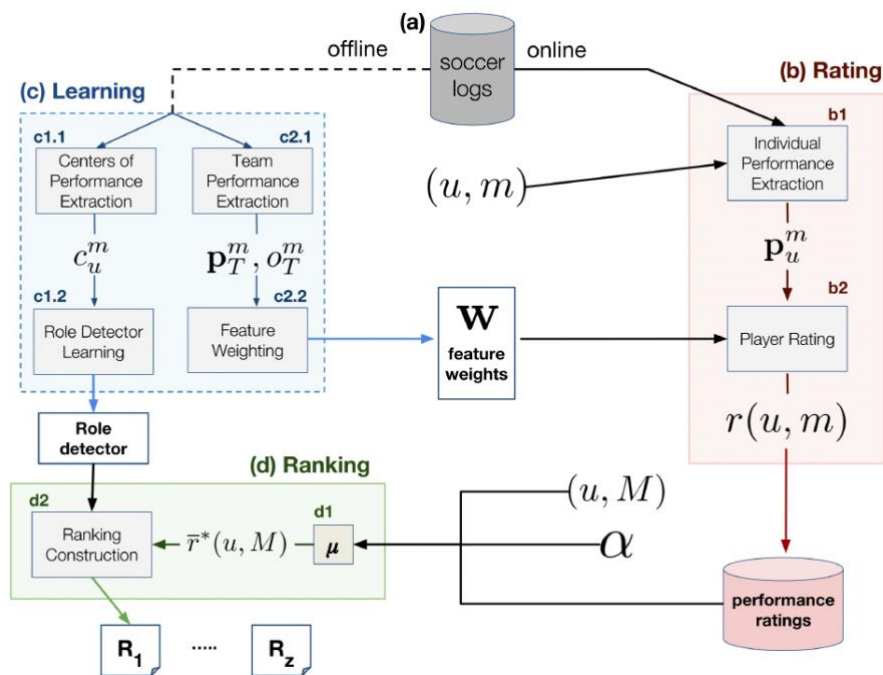 (a)
offline
online
soccer
logs
(b) Rating
(c) Learning
b1
c1.1
c2.1
Individual
Performance
Extraction
Centers of
Performance
Extraction
Team
Performance
Extraction
(u, m)
c_u^m
p_T^m, o_T^m
p_u^m
b2
c1.2
c2.2
Role Detector
Learning
Feature
Weighting
w
feature
weights
Player Rating
r(u, m)
Role
detector
(d) Ranking
(u, M)
d2
d1
Ranking
Construction
r̄*(u, M)
μ
α
performance
ratings
R_1
.....
R_z